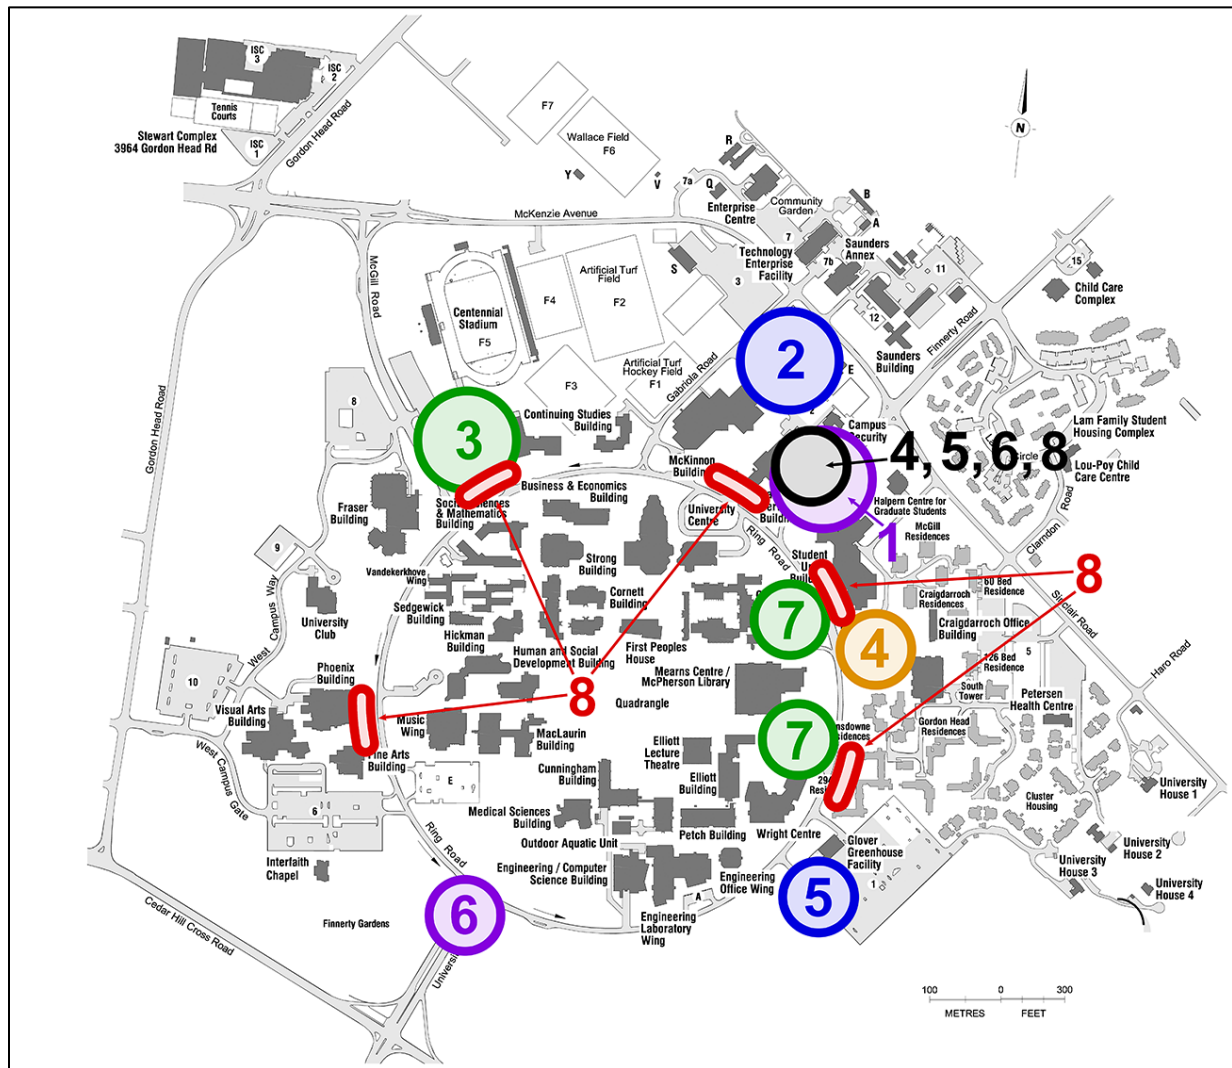 ISC
3
ISC
2
Tennis
Courts
Stewart Complex
3964 Gordon Head Rd
ISC
1
Gordon Head Road
F7
Wallace Field
F6
Y
V
R
Q
7a
Enterprise
Centre
Community
Garden
B
A
N
McKenzie Avenue
7
Technology
Enterprise
Facility
7b
Saunders
Annex
11
15
Child Care
Complex
S
3
12
Saunders
Building
Finnerty Road
McGill Road
Centennial
Stadium
F5
F4
Artificial Turf
Field
F2
Artificial Turf
Hockey Field
F1
F3
Gabriola Road
2
E
2
Gordon Head Road
8
3
Continuing Studies
Building
Campus
Security
4, 5, 6, 8
Circle
Lam Family Student
Housing Complex
Lou-Poy Child
Care Centre
McKinnon
Building
Business & Economics
Building
Social Sciences
& Mathematics
Building
University
Centre
Building
Halpern Centre for
Graduate Students
1
McGill
Residences
Clarndon Road
Fraser
Building
9
Ring Road
Student
Strong
Building
Vandekerkhove
Wing
Sedgewick
Building
Cornett
Building
8
60 Bed
Residence
Craigdarroch
Residences
Craigdarroch Office
Building
Sinclair Road
West Campus Way
University
Club
Hickman
Building
Human and Social
Development Building
First Peoples
House
7
4
126 Bed
Residence
5
Haro Road
Phoenix
Building
10
Visual Arts
Building
8
Mearns Centre /
McPherson Library
Quadrangle
South
Tower
Petersen
Health Centre
Music
Wing
MacLaurin
Building
Gordon Head
Residences
7
West Campus
Gate
Fine Arts
Building
E
Elliott
Lecture
Theatre
Cunningham
Building
Elliott
Building
University
House 1
Cluster
Housing
6
Medical Sciences
Building
Petch Building
Wright Centre
Ring Road
Outdoor Aquatic Unit
Glover
Greenhouse
Facility
1
University
House 2
University
House 3
University
House 4
Interfaith
Chapel
Engineering / Computer
Science Building
Engineering
Office Wing
A
5
6
Finnerty Gardens
Engineering
Laboratory
Wing
Cedar Hill Cross Road
100 0 300
METRES FEET